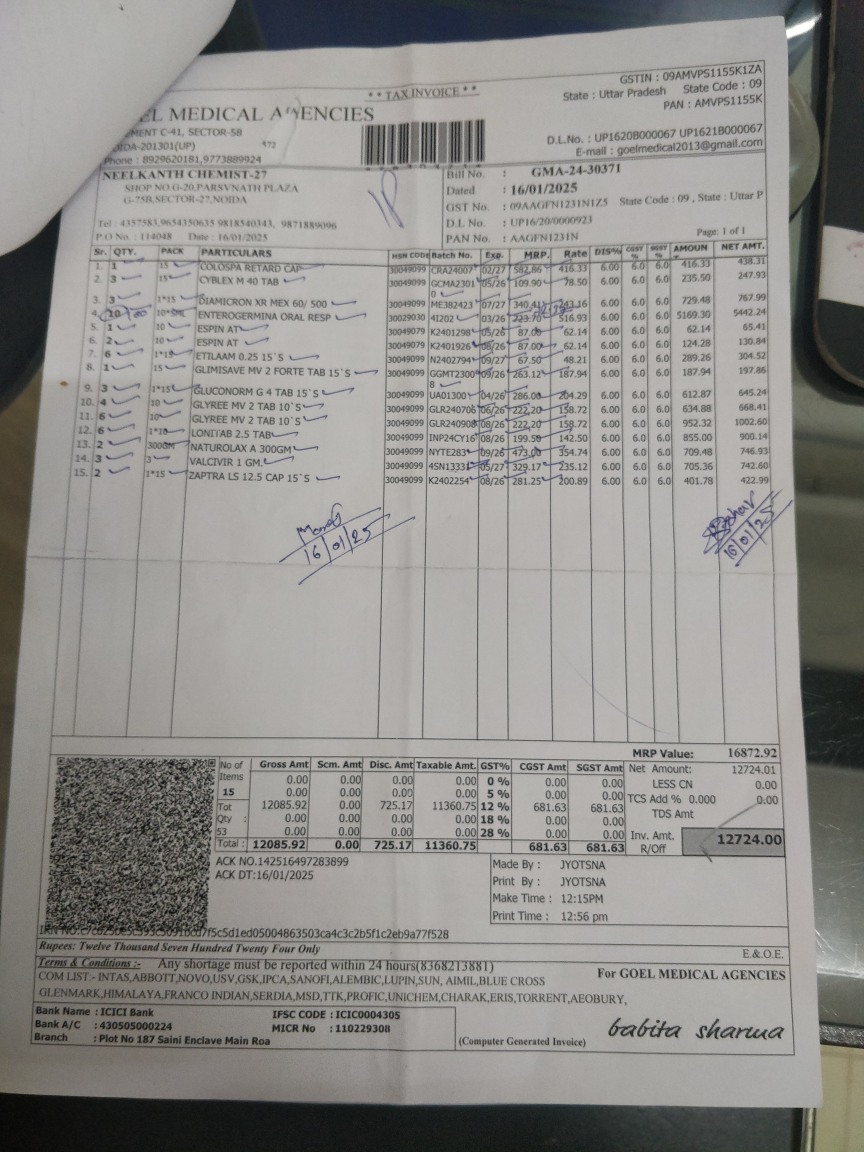 * * TAX INVOICE * *
GSTIN : 09AMVPS1155K1ZA
State : Uttar Pradesh State Code : 09
PAN : AMVPS1155K
EL MEDICAL AGENCIES
MENT C-41, SECTOR-58
IDA-201301(UP)
Phone : 8929620181,9773889924
D.L.No. : UP1620B000067 UP1621B000067
E-mail : goelmedical2013@gmail.com
NEELKANTH CHEMIST-27
SHOP NO.G-20,PARSVNATH PLAZA
G-75B,SECTOR-27,NOIDA
Tel : 4357583,9654350635 9818540343, 9871889096
P.O No. : 114048 Date : 16/01/2025
Bill No. : GMA-24-30371
Dated : 16/01/2025
GST No. : 09AAGFN1231N1Z5 State Code : 09 , State : Uttar P
D.L No. : UP16/20/0000923
PAN No. : AAGFN1231N
Page. 1 of 1
Sr. QTY. PACK PARTICULARS HSN CODE Batch No. Exp. MRP. Rate DIS% CGST % SGST % AMOUN NET AMT.
1. 1 15 COLOSPA RETARD CAP 30049099 CRA24007 02/27 582.86 416.33 6.00 6.0 6.0 416.33 438.31
2. 3 15 CYBLEX M 40 TAB 30049099 GCMA2301 05/26 109.90 78.50 6.00 6.0 6.0 235.50 247.93
0
3. 3 1*15 DIAMICRON XR MEX 60/ 500 30049099 ME382423 07/27 340.41 243.16 6.00 6.0 6.0 729.48 767.99
4. 10 ENTEROGERMINA ORAL RESP 30029030 4I202 03/26 223.70 516.93 6.00 6.0 6.0 5169.30 5442.24
5. 1 10 ESPIN AT 30049079 K2401298 05/26 87.00 62.14 6.00 6.0 6.0 62.14 65.41
6. 2 10 ESPIN AT 30049079 K2401926 08/26 87.00 62.14 6.00 6.0 6.0 124.28 130.84
7. 6 1*15 ETILAAM 0.25 15`S 30049099 N2402794 09/27 67.50 48.21 6.00 6.0 6.0 289.26 304.52
8. 1 15 GLIMISAVE MV 2 FORTE TAB 15`S 30049099 GGMT2300 09/26 263.12 187.94 6.00 6.0 6.0 187.94 197.86
8
9. 3 1*15 GLUCONORM G 4 TAB 15`S 30049099 UA01300 04/26 286.00 204.29 6.00 6.0 6.0 612.87 645.24
10. 4 10 GLYREE MV 2 TAB 10`S 30049099 GLR240706 06/26 222.20 158.72 6.00 6.0 6.0 634.88 668.41
11. 6 10 GLYREE MV 2 TAB 10`S 30049099 GLR240908 08/26 222.20 158.72 6.00 6.0 6.0 952.32 1002.60
12. 6 1*10 LONITAB 2.5 TAB 30049099 INP24CY16 08/26 199.50 142.50 6.00 6.0 6.0 855.00 900.14
13. 2 300GM NATUROLAX A 300GM 30049099 NYTE283 09/26 473.00 354.74 6.00 6.0 6.0 709.48 746.93
14. 3 3 VALCIVIR 1 GM. 30049099 4SN13331 05/27 329.17 235.12 6.00 6.0 6.0 705.36 742.60
15. 2 1*15 ZAPTRA LS 12.5 CAP 15`S 30049099 K2402254 08/26 281.25 200.89 6.00 6.0 6.0 401.78 422.99
16/01/25
16/01/25
MRP Value: 16872.92
No of Items 15 Tot Qty : 53
Gross Amt Scm. Amt Disc. Amt Taxable Amt. GST% CGST Amt SGST Amt
0.00 0.00 0.00 0.00 0 % 0.00 0.00
0.00 0.00 0.00 0.00 5 % 0.00 0.00
12085.92 0.00 725.17 11360.75 12 % 681.63 681.63
0.00 0.00 0.00 0.00 18 % 0.00 0.00
0.00 0.00 0.00 0.00 28 % 0.00 0.00
Total : 12085.92 0.00 725.17 11360.75 681.63 681.63
Net Amount: 12724.01
LESS CN 0.00
TCS Add % 0.000 0.00
TDS Amt
Inv. Amt. 12724.00
R/Off
ACK NO.142516497283899
ACK DT:16/01/2025
Made By : JYOTSNA
Print By : JYOTSNA
Make Time : 12:15PM
Print Time : 12:56 pm
Rupees: Twelve Thousand Seven Hundred Twenty Four Only
E.& O.E.
Terms & Conditions :- Any shortage must be reported within 24 hours(8368213881)
COM LIST:- INTAS,ABBOTT,NOVO,USV,GSK,IPCA,SANOFI,ALEMBIC,LUPIN,SUN, AIMIL,BLUE CROSS
GLENMARK,HIMALAYA,FRANCO INDIAN,SERDIA,MSD,TTK,PROFIC,UNICHEM,CHARAK,ERIS,TORRENT,AEOBURY,
For GOEL MEDICAL AGENCIES
Bank Name : ICICI Bank IFSC CODE : ICIC0004305
Bank A/C : 430505000224 MICR No : 110229308
Branch : Plot No 187 Saini Enclave Main Roa
(Computer Generated Invoice)
babita sharma